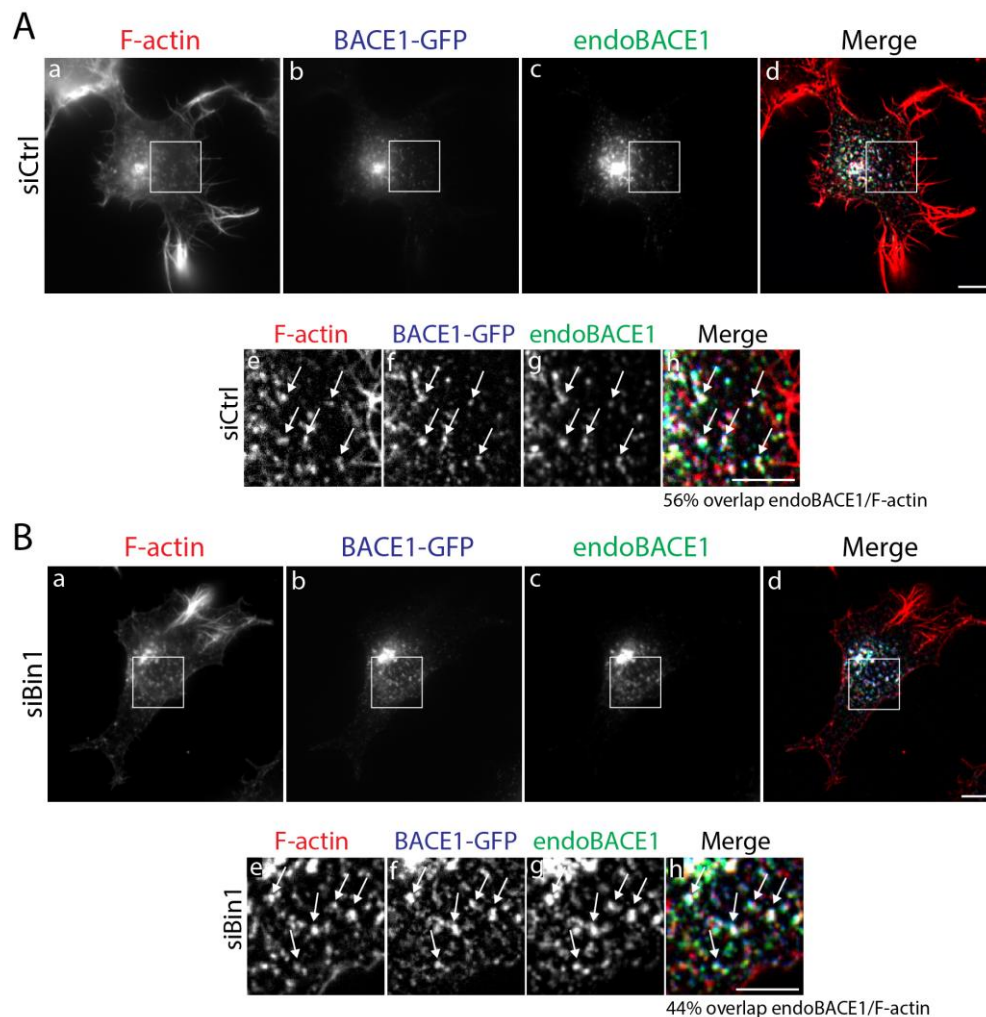 A
F-actin BACE1-GFP endoBACE1 Merge
a b c d
siCtrl
F-actin BACE1-GFP endoBACE1 Merge
e f g h
siCtrl
56% overlap endoBACE1/F-actin
B
F-actin BACE1-GFP endoBACE1 Merge
a b c d
siBin1
F-actin BACE1-GFP endoBACE1 Merge
e f g h
siBin1
44% overlap endoBACE1/F-actin